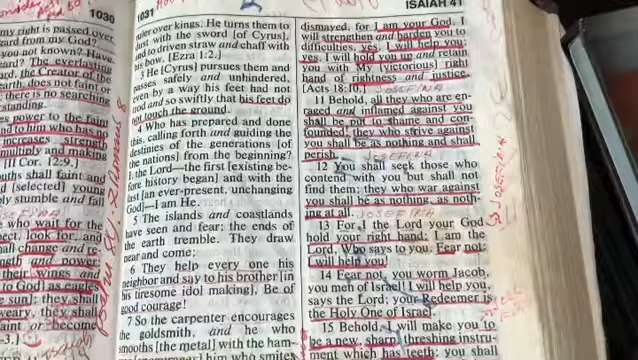 1030
my right is passed over
ard from my God?
you not known? Have
eard? The everlasting
rd, the Creator of the
earth, does not faint or
there is no searching
standing.
es power to the faint
and to him who has no
increases strength
multiply and making
[II Cor. 12:9.]
uths shall faint and
d [selected] young
ly stumble and fall
who wait for the
pect, look for, and
hall change and re
ngth and power
their wings and
to God] as eagles
e sun]; they shall
weary, they shall
aint or become
-3.]
1031
ruler over kings. He turns them to
dust with the sword [of Cyrus],
to driven straw and chaff with
his bow. [Ezra 1:2.]
3 He [Cyrus] pursues them and
passes safely and unhindered,
even by a way his feet had not
trod and so swiftly that his feet do
not touch the ground.
4 Who has prepared and done
this, calling forth and guiding the
destinies of the generations [of
the nations] from the beginning?
I, the Lord—the first [existing be-
fore history began] and with the
last [an ever-present, unchanging
God]—I am He.
5 The islands and coastlands
have seen and fear; the ends of
the earth tremble. They draw
near and come;
6 They help every one his
neighbor and say to his brother [in
his tiresome idol making], Be of
good courage!
7 So the carpenter encourages
the goldsmith, and he who
smooths [the metal] with the ham-
him who smites
ISAIAH 41
dismayed, for I am your God. I
will strengthen and harden you to
difficulties, yes, I will help you;
yes, I will hold you up and retain
you with My [victorious] right
hand of rightness and justice.
[Acts 18:10.] JOSEFINA
11 Behold, all they who are en-
raged and inflamed against you
shall be put to shame and con-
founded; they who strive against
you shall be as nothing and shall
perish. JOSEFINA
12 You shall seek those who
contend with you but shall not
find them; they who war against
you shall be as nothing, as noth-
ing at all. JOSEFINA
13 For I the Lord your God
hold your right hand; I am the
Lord, Who says to you, Fear not;
I will help you!
14 Fear not, you worm Jacob,
you men of Israel! I will help you,
says the Lord; your Redeemer is
the Holy One of Israel.
15 Behold, I will make you to
be a new, sharp, threshing instru-
ment which has teeth; you shall
JOSEFINA